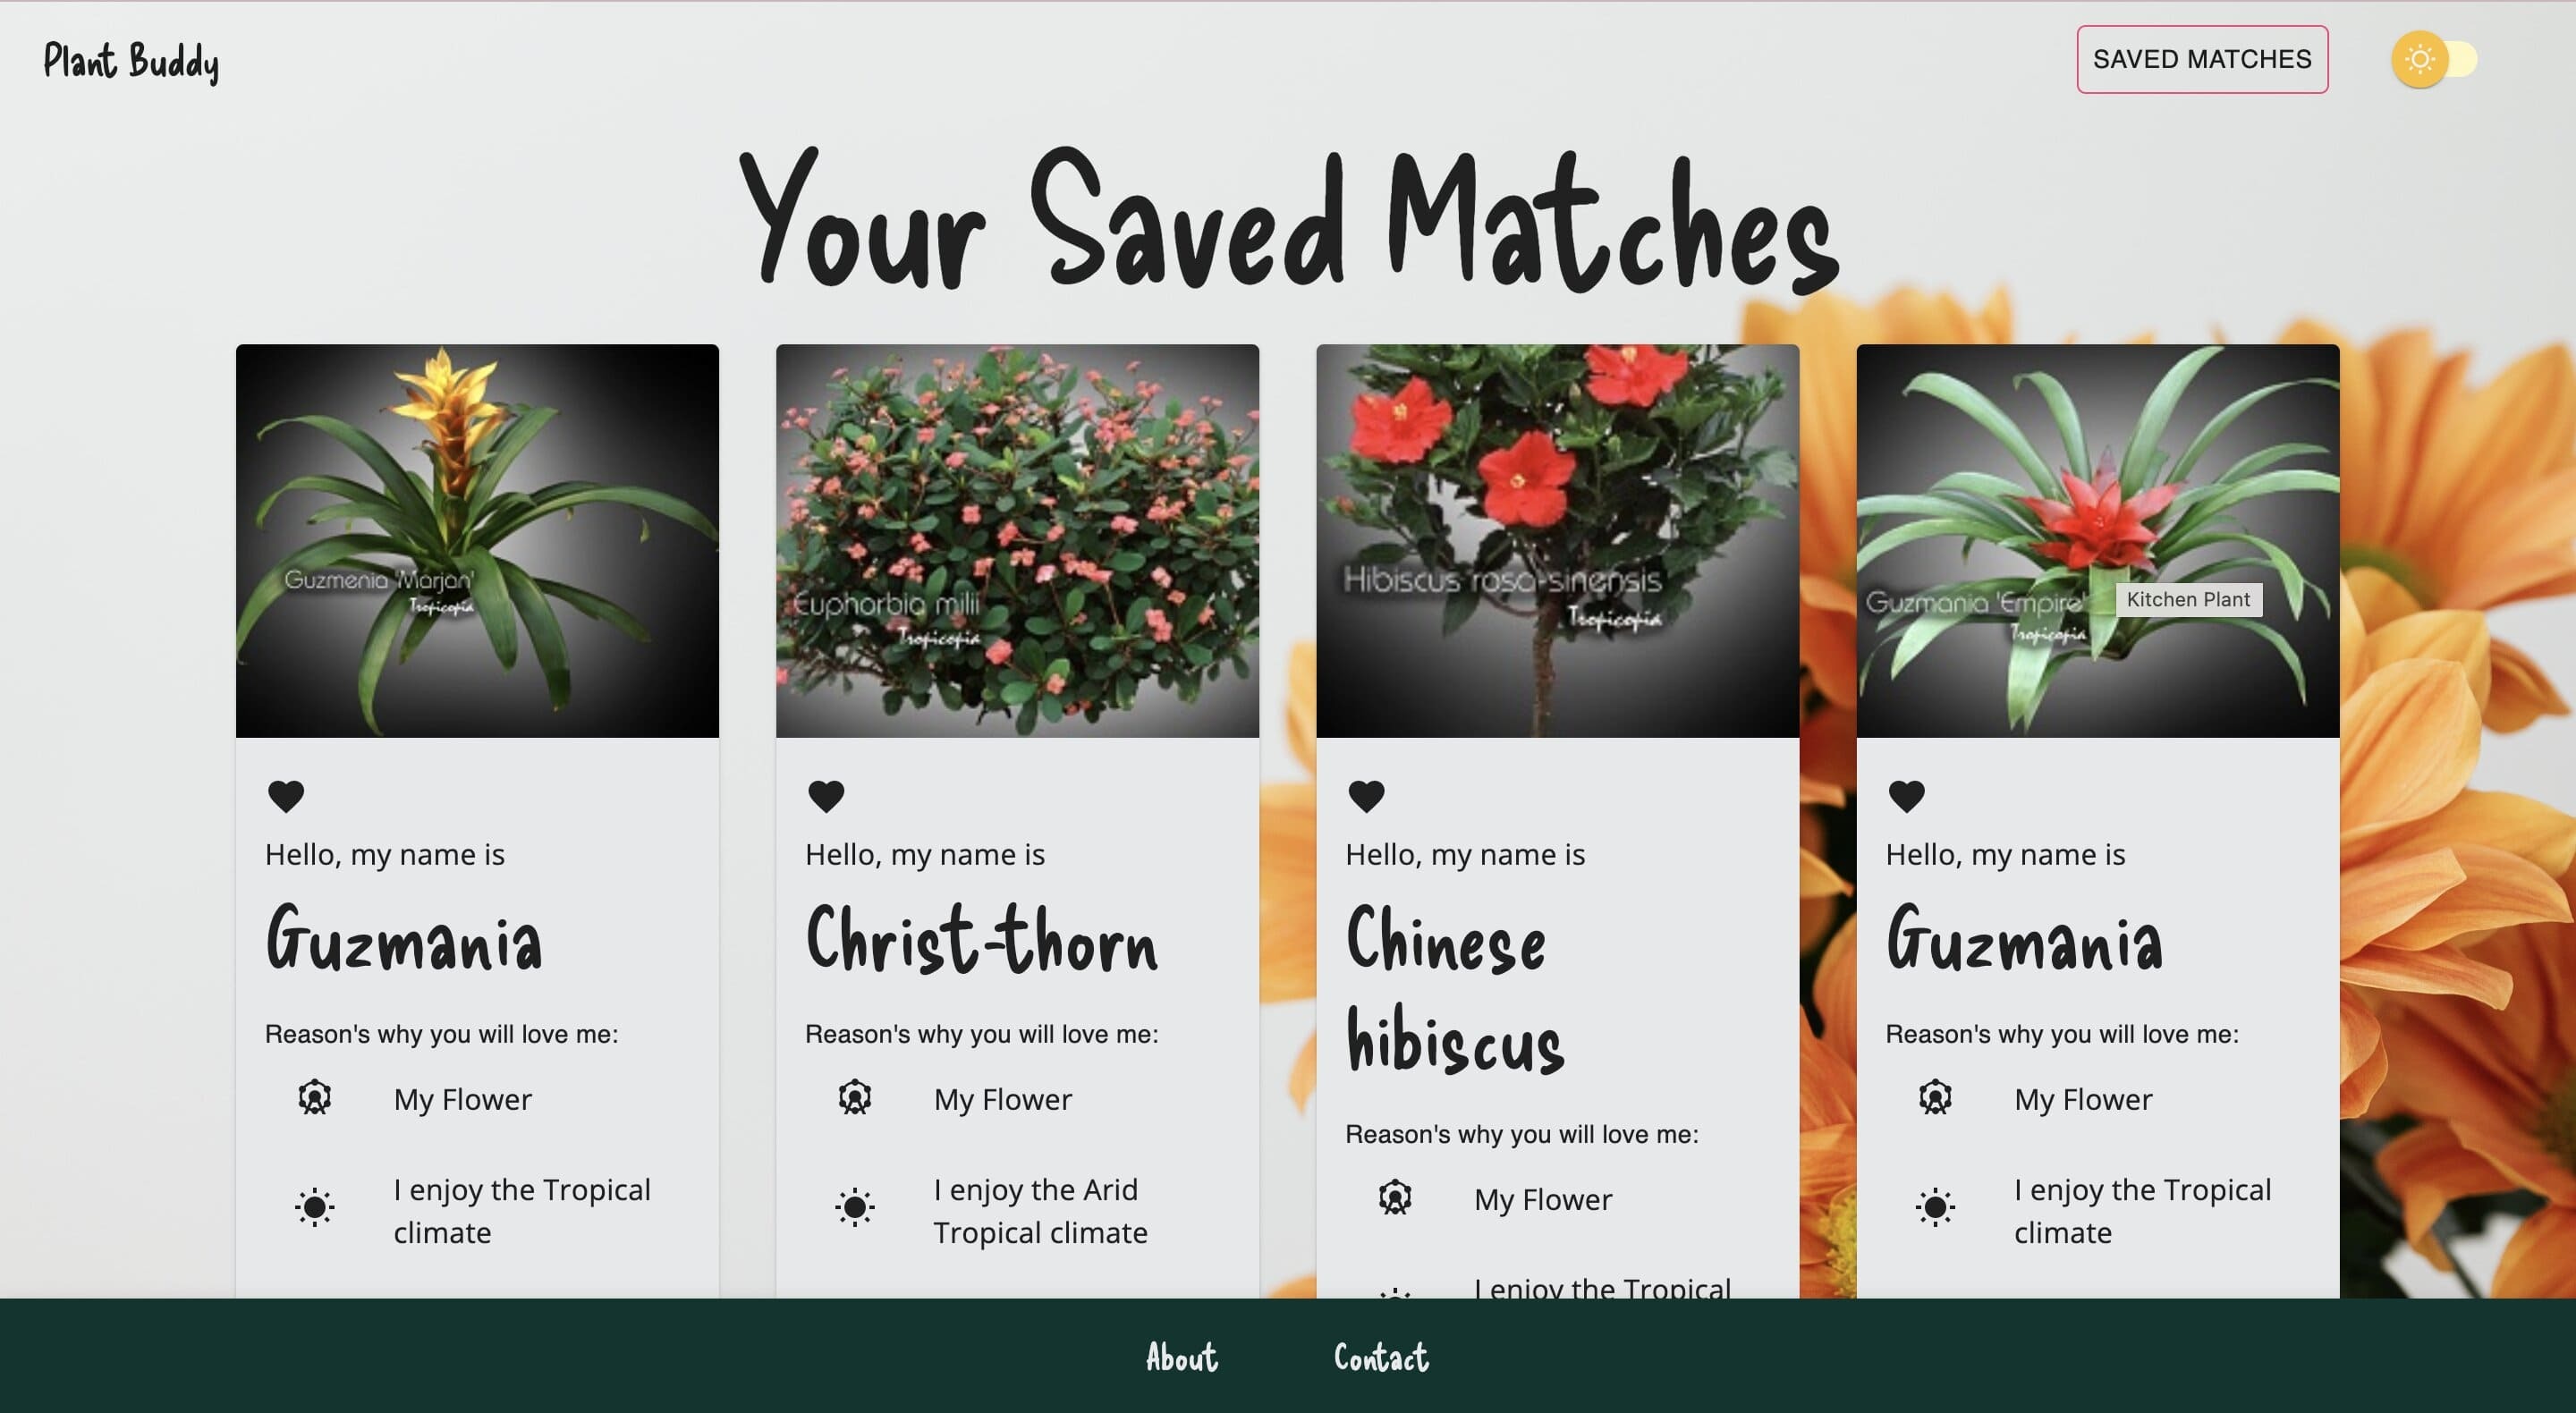 Plant Buddy
SAVED MATCHES
Your Saved Matches
Guzmenia 'Marjan'
Tropicopia
Hello, my name is
Guzmania
Reason's why you will love me:
My Flower
I enjoy the Tropical
climate
Euphorbia milii
Tropicopia
Hello, my name is
Christ-thorn
Reason's why you will love me:
My Flower
I enjoy the Arid
Tropical climate
Hibiscus rosa-sinensis
Tropicopia
Hello, my name is
Chinese
hibiscus
Reason's why you will love me:
My Flower
I enjoy the Tropical
Guzmania 'Empire'
Tropicopia
Kitchen Plant
Hello, my name is
Guzmania
Reason's why you will love me:
My Flower
I enjoy the Tropical
climate
About
Contact